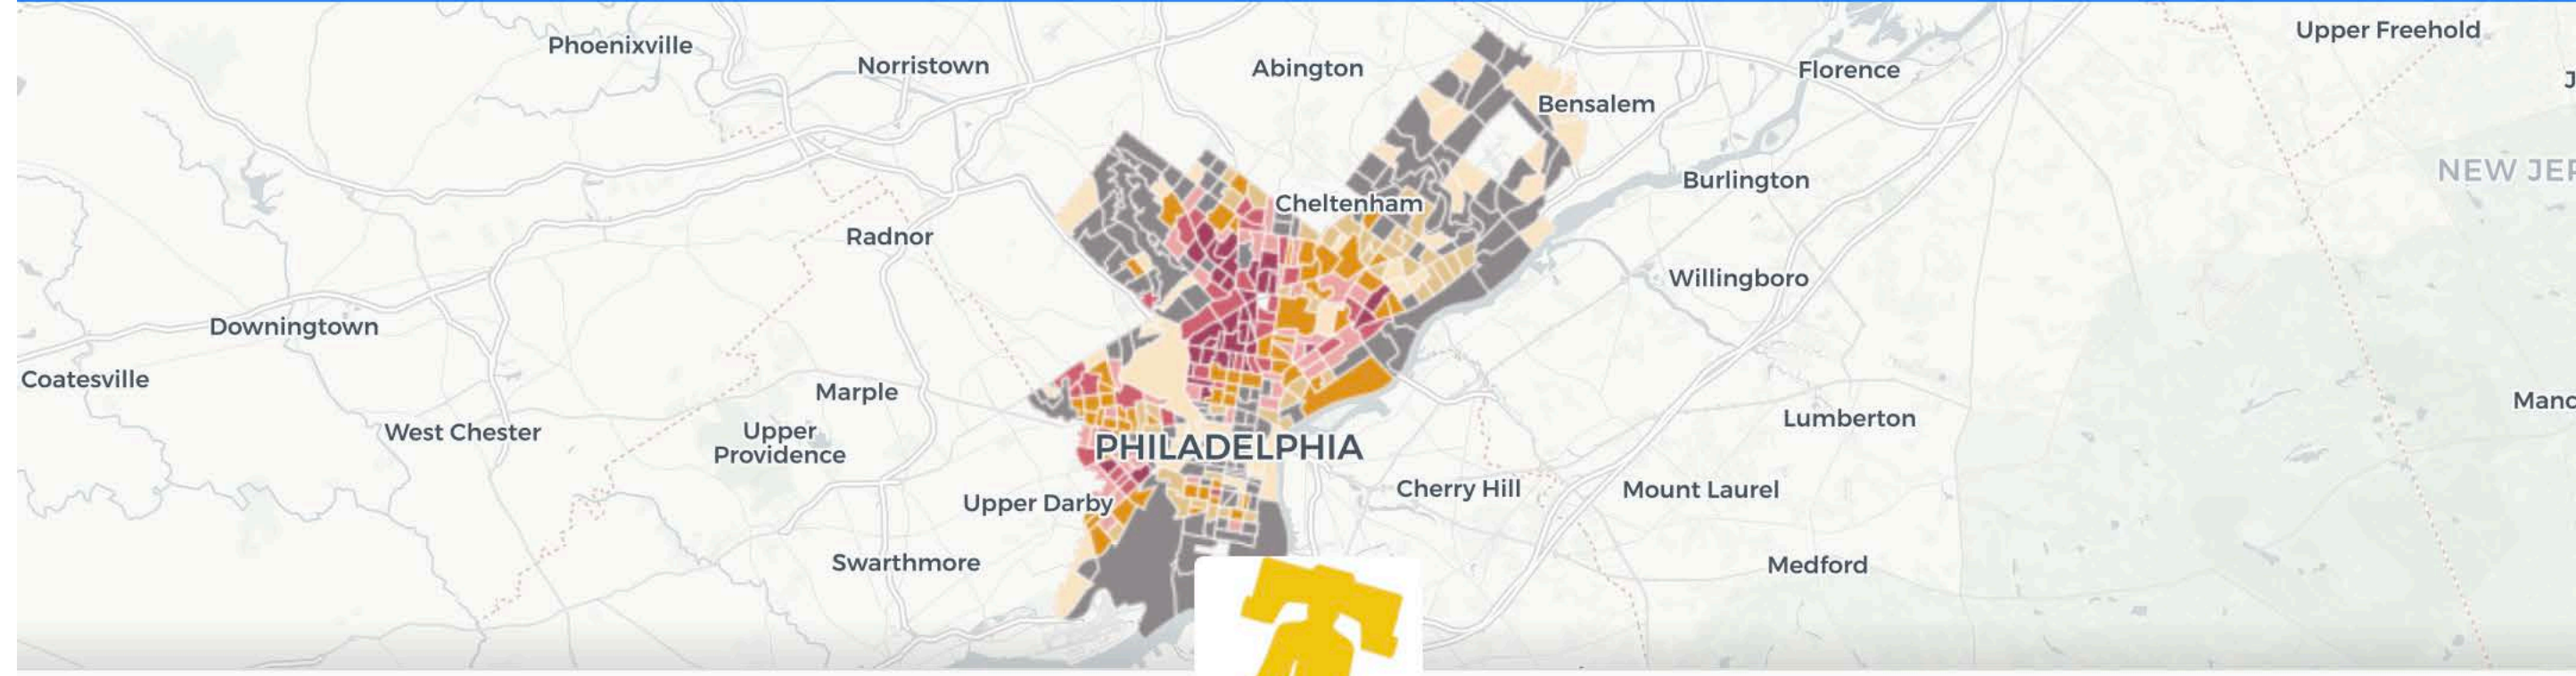 Upper Freehold
Phoenixville
Norristown
Abington
Florence
J
Bensalem
NEW JER
Burlington
Cheltenham
Radnor
Willingboro
Downingtown
Coatesville
Marple
Manc
Lumberton
West Chester
Upper
Providence
PHILADELPHIA
Cherry Hill
Mount Laurel
Upper Darby
Swarthmore
Medford